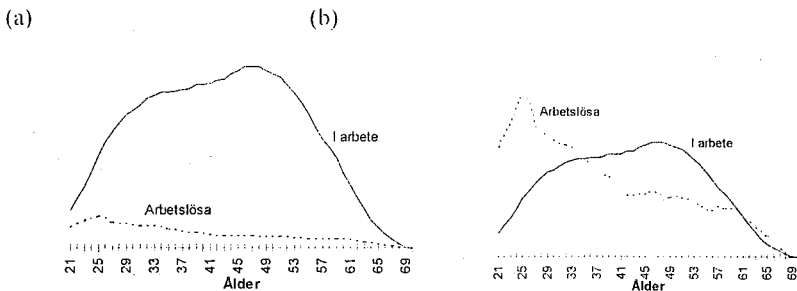 (a)
I arbete
Arbetslösa
21 25 29 33 37 41 45 49 53 57 61 65 69
Ålder
(b)
Arbetslösa
I arbete
21 25 29 33 37 41 45 49 53 57 61 65 69
Ålder